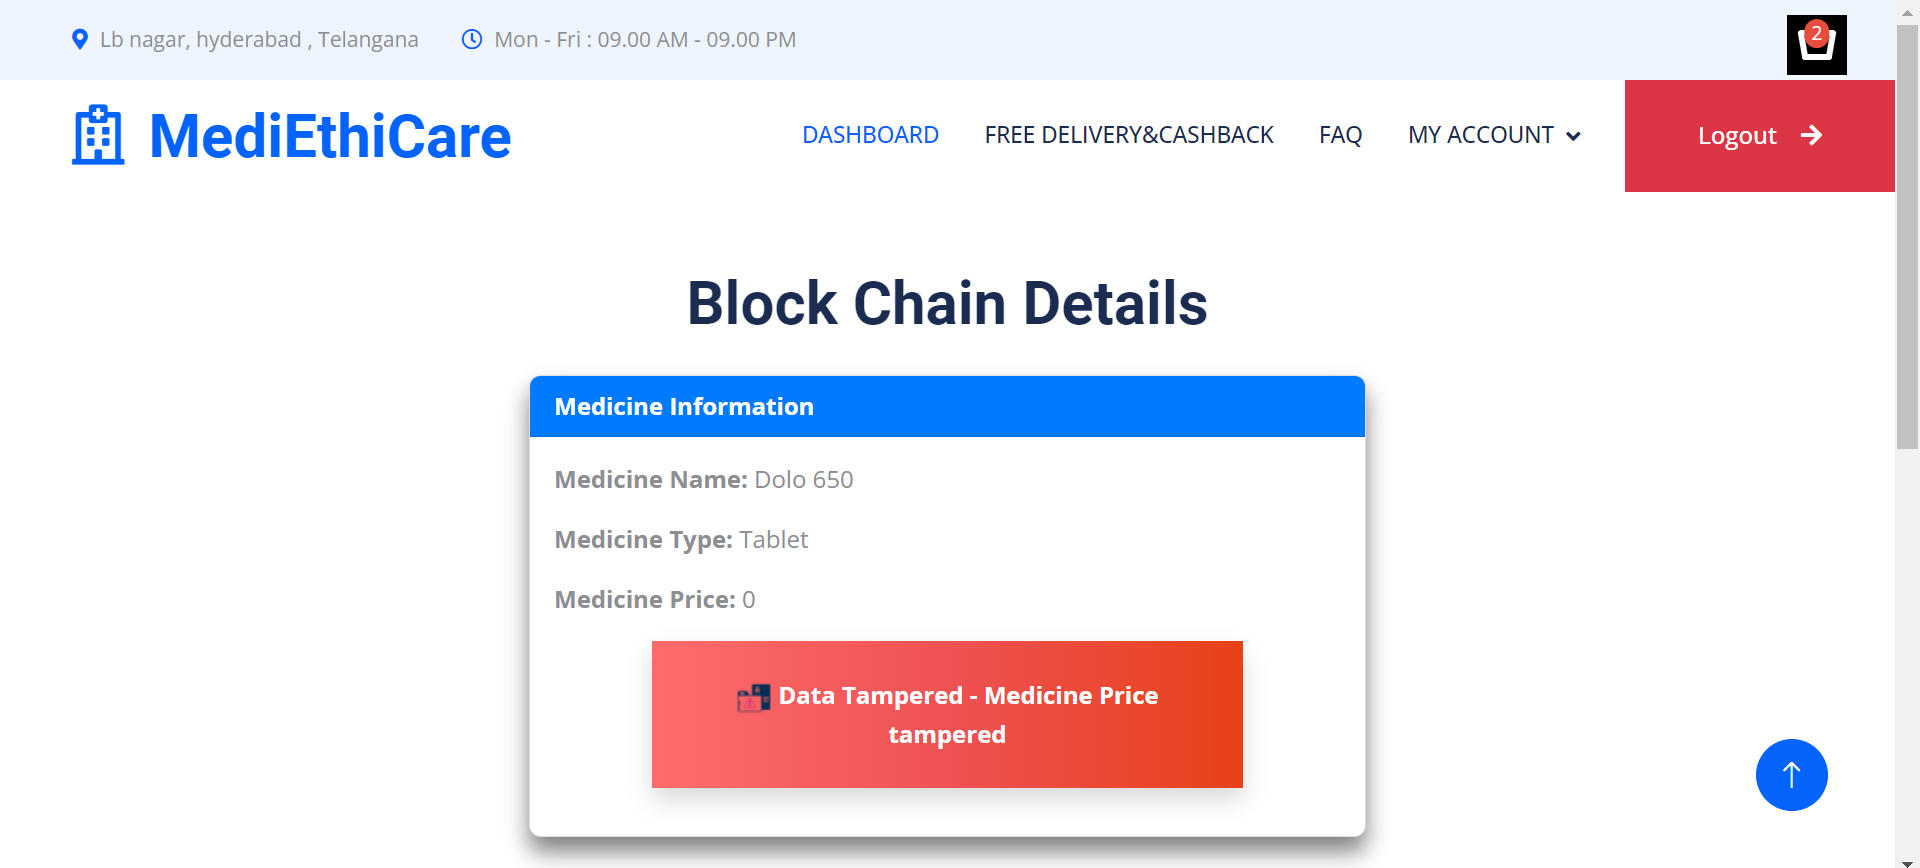 Lb nagar, hyderabad , Telangana
Mon - Fri : 09.00 AM - 09.00 PM
2
MediEthiCare
DASHBOARD
FREE DELIVERY&CASHBACK
FAQ
MY ACCOUNT
Logout
Block Chain Details
Medicine Information
Medicine Name: Dolo 650
Medicine Type: Tablet
Medicine Price: 0
Data Tampered - Medicine Price
tampered